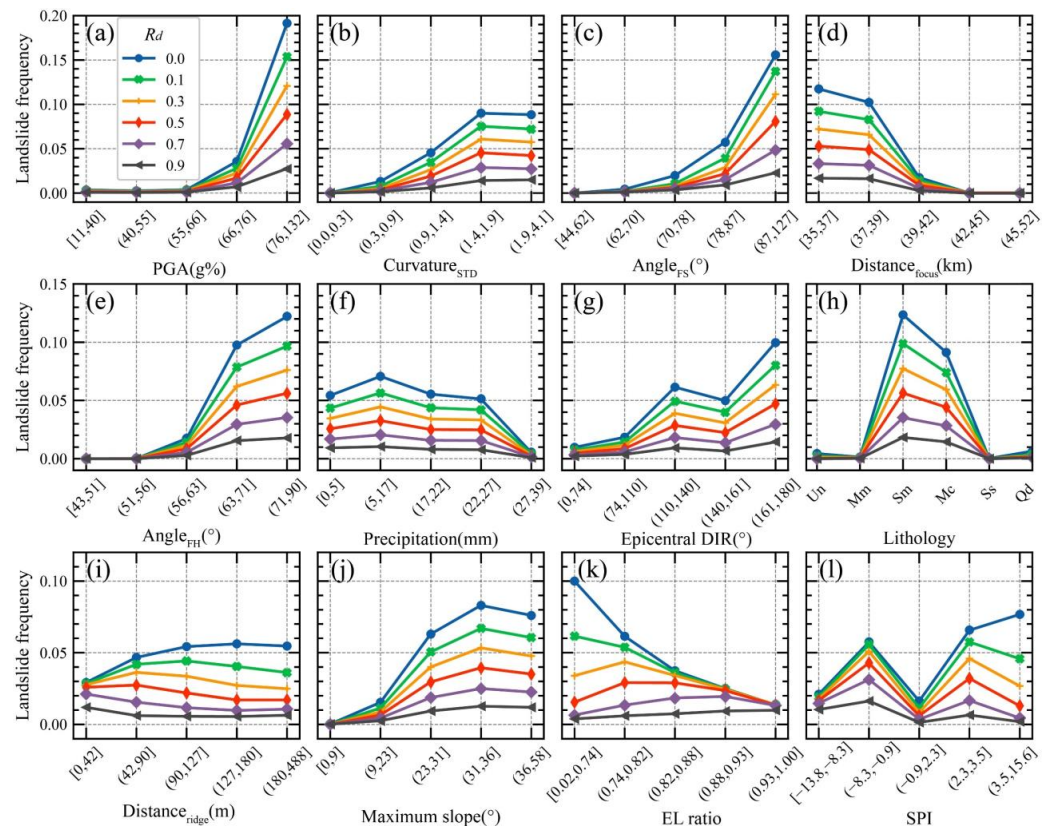 (a)
(b)
(c)
(d)
Rd
0.0
0.1
0.3
0.5
0.7
0.9
Landslide frequency
0.20
0.15
0.10
0.05
0.00
[11,40]
(40,55]
(55,66]
(66,76]
(76,132]
PGA(g%)
[0.0,0.3]
(0.3,0.9]
(0.9,1.4]
(1.4,1.9]
(1.9,4.1]
CurvatureSTD
[44,62]
(62,70]
(70,78]
(78,87]
(87,127]
AngleFS(°)
[35,37]
(37,39]
(39,42]
(42,45]
(45,52]
Distancefocus(km)
(e)
(f)
(g)
(h)
Landslide frequency
0.15
0.10
0.05
0.00
[43,51]
(51,56]
(56,63]
(63,71]
(71,90]
AngleFH(°)
[0,5]
(5,17]
(17,22]
(22,27]
(27,39]
Precipitation(mm)
[0,74]
(74,110]
(110,140]
(140,161]
(161,180]
Epicentral DIR(°)
Un
Mm
Sm
Mc
Ss
Qd
Lithology
(i)
(j)
(k)
(l)
Landslide frequency
0.10
0.05
0.00
[0,42]
(42,90]
(90,127]
(127,180]
(180,488]
Distanceridge(m)
[0,9]
(9,23]
(23,31]
(31,36]
(36,58]
Maximum slope(°)
[0.02,0.74]
(0.74,0.82]
(0.82,0.88]
(0.88,0.93]
(0.93,1.00]
EL ratio
[−13.8,-8.3]
(−8.3,−0.9]
(−0.9,2.3]
(2.3,3.5]
(3.5,15.6]
SPI